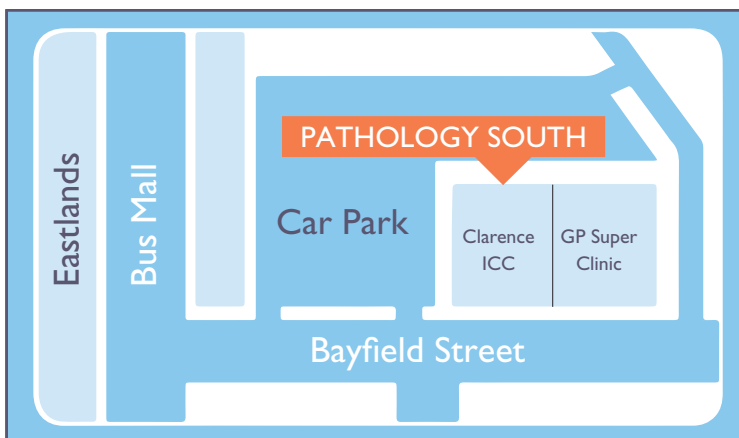 PATHOLOGY SOUTH
Eastlands
Bus Mall
Car Park
Clarence
ICC
GP Super
Clinic
Bayfield Street